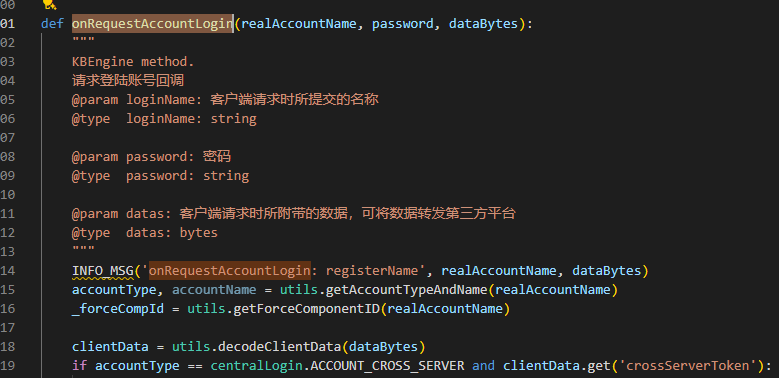 00
01 def onRequestAccountLogin(realAccountName, password, dataBytes):
02 """
03 KBEngine method.
04 请求登陆账号回调
05 @param loginName: 客户端请求时所提交的名称
06 @type  loginName: string
07
08 @param password: 密码
09 @type  password: string
10
11 @param datas: 客户端请求时所附带的数据，可将数据转发第三方平台
12 @type  datas: bytes
13 """
14 INFO_MSG('onRequestAccountLogin: registerName', realAccountName, dataBytes)
15 accountType, accountName = utils.getAccountTypeAndName(realAccountName)
16 _forceCompId = utils.getForceComponentID(realAccountName)
17
18 clientData = utils.decodeClientData(dataBytes)
19 if accountType == centralLogin.ACCOUNT_CROSS_SERVER and clientData.get('crossServerToken'):